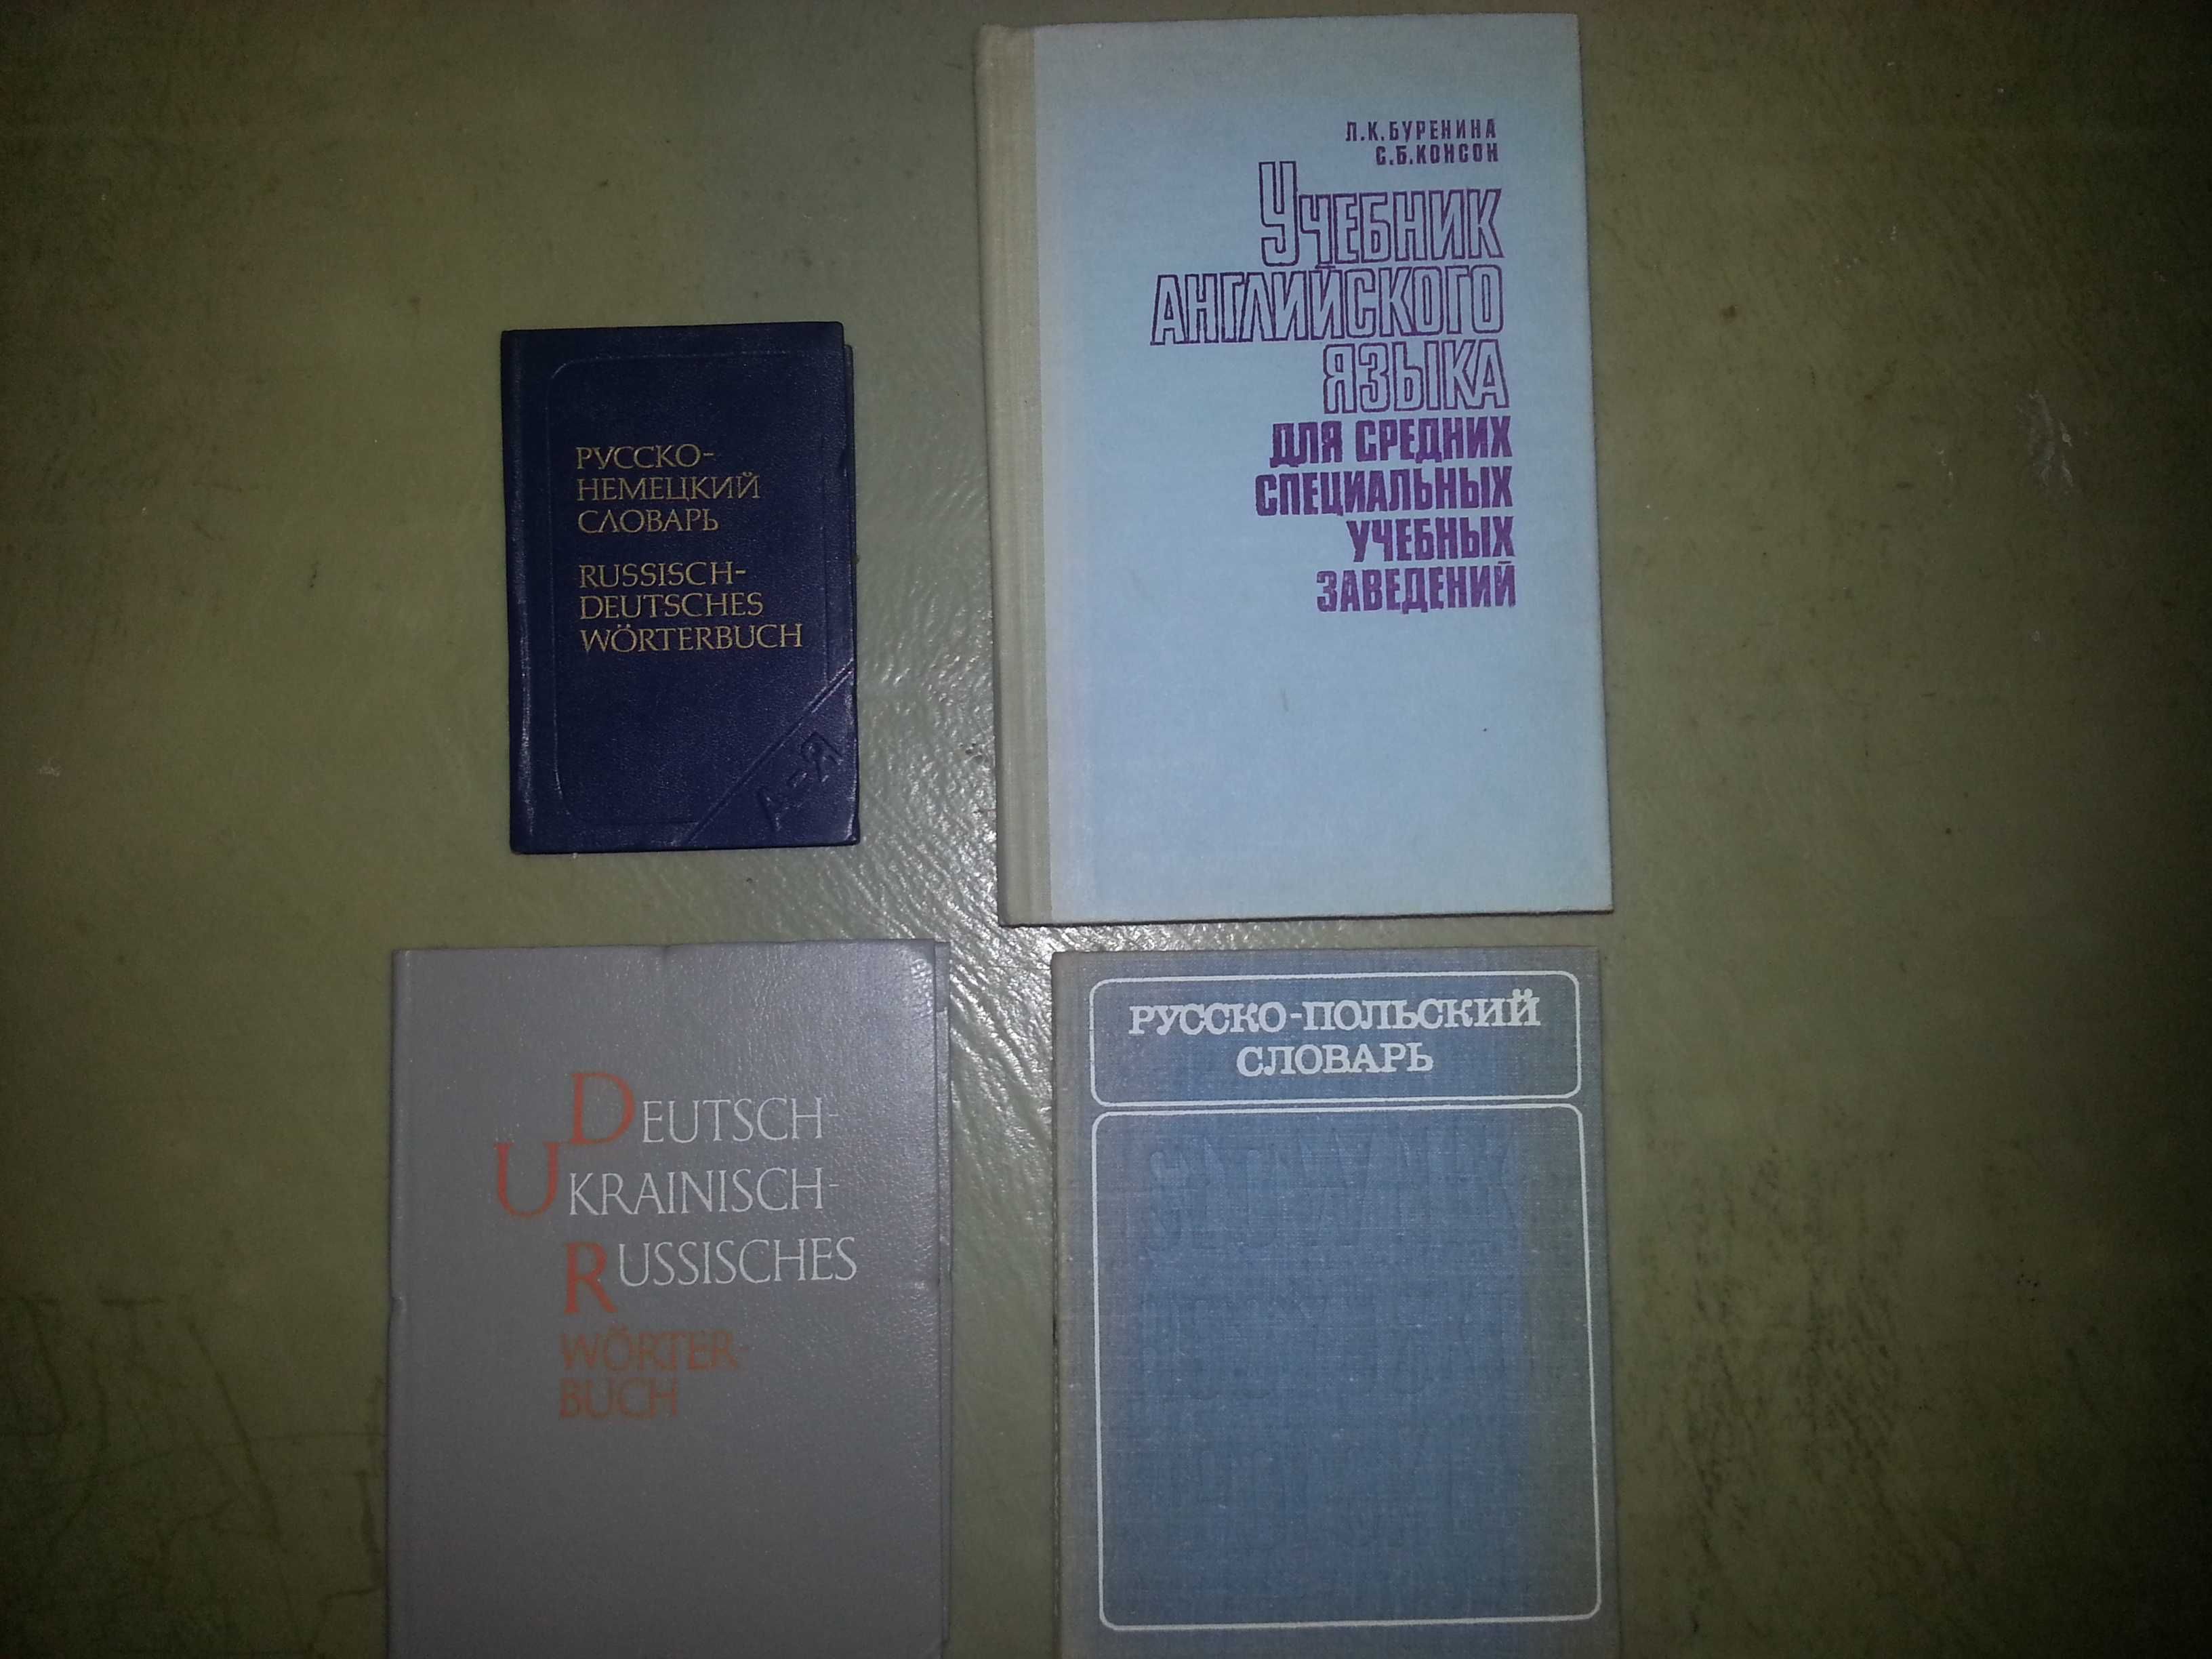 РУССКО-
НЕМЕЦКИЙ
СЛОВАРЬ
RUSSISCH-
DEUTSCHES
WÖRTERBUCH
А-Я
Л.К.БУРЕНИНА
С.Б.КОНСОН
УЧЕБНИК
АНГЛИЙСКОГО
ЯЗЫКА
ДЛЯ СРЕДНИХ
СПЕЦИАЛЬНЫХ
УЧЕБНЫХ
ЗАВЕДЕНИЙ
DEUTSCH-
UKRAINISCH-
RUSSISCHES
WÖRTER-
BUCH
РУССКО-ПОЛЬСКИЙ
СЛОВАРЬ